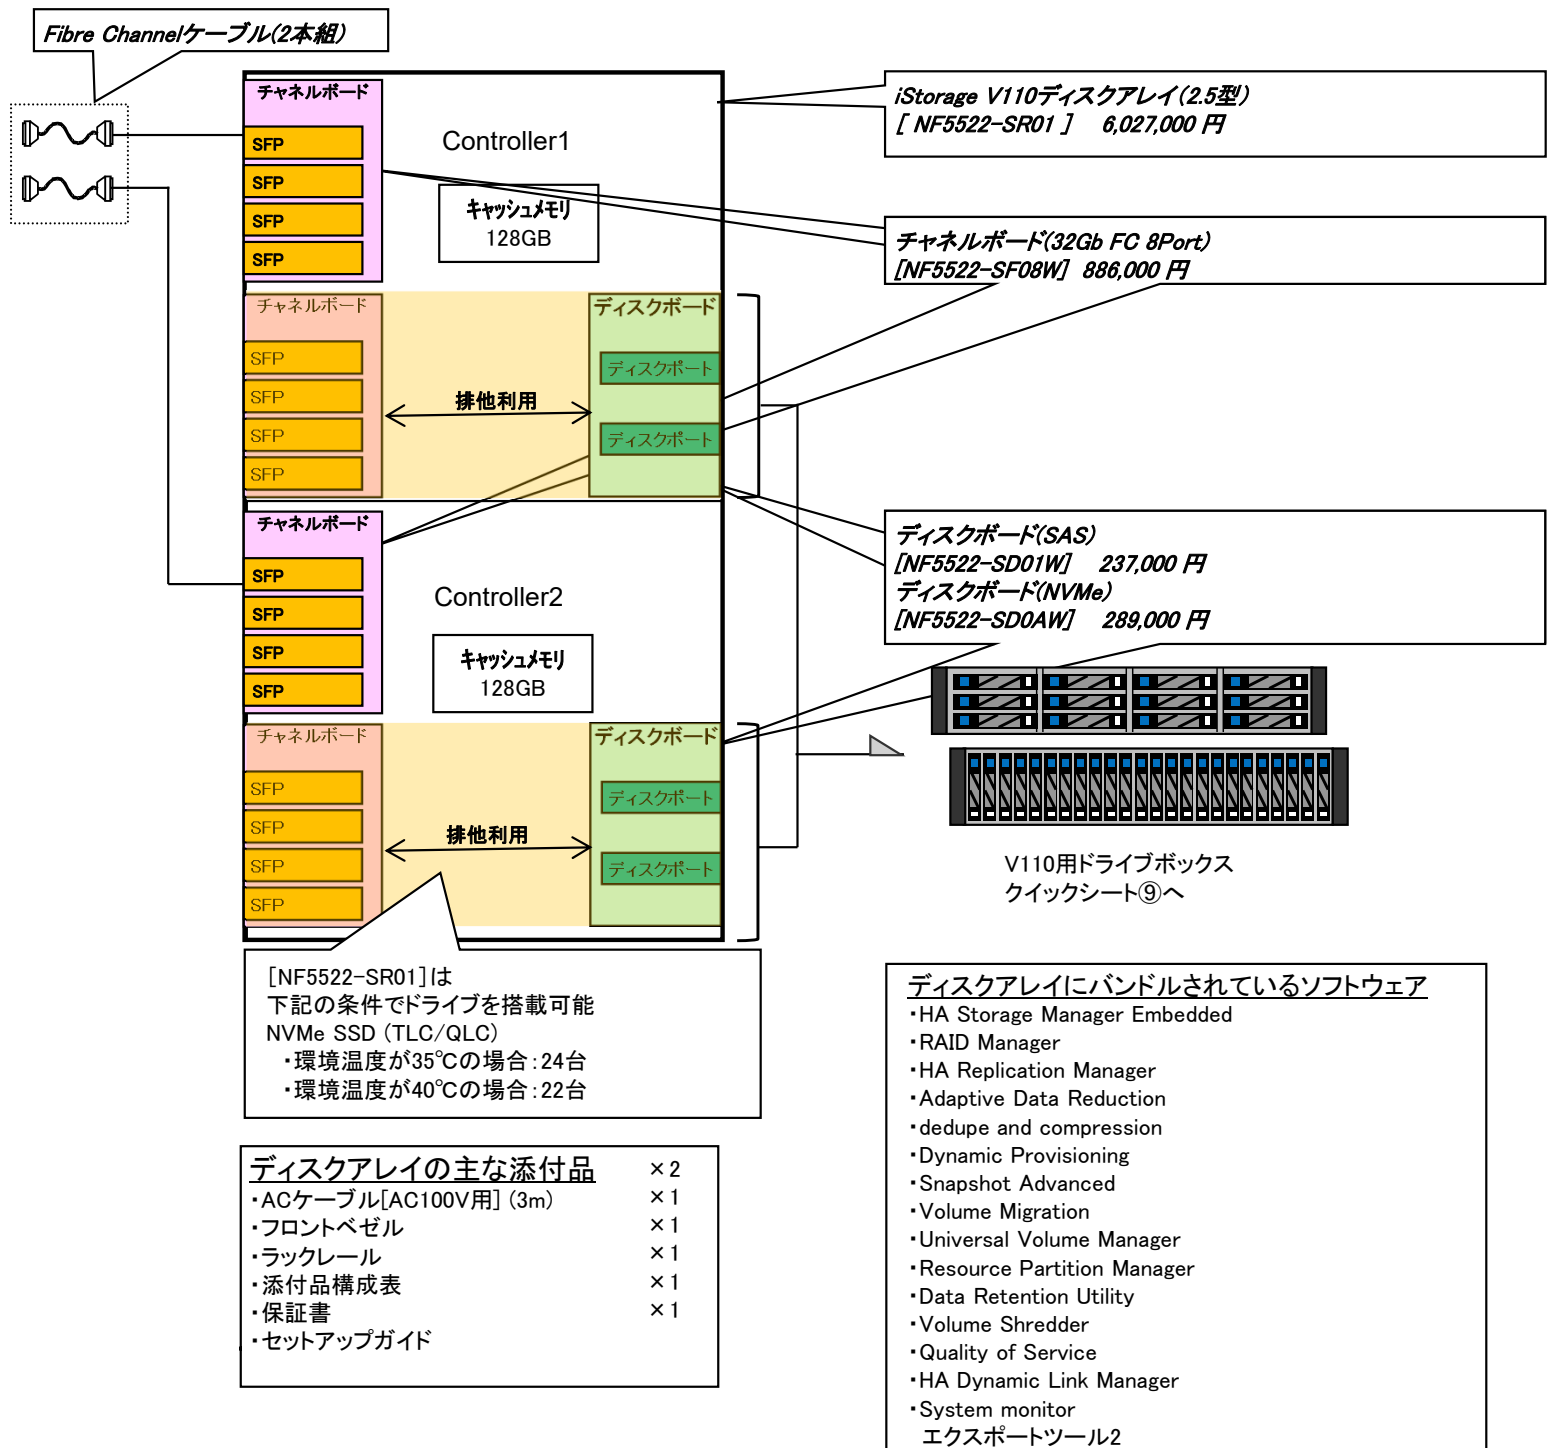 Fibre Channelケーブル(2本組)
チャネルボード
SFP
SFP
SFP
SFP
Controller1
キャッシュメモリ
128GB
iStorage V110ディスクアレイ(2.5型)
[ NF5522-SR01 ] 6,027,000 円
チャネルボード(32Gb FC 8Port)
[NF5522-SF08W] 886,000 円
チャネルボード
SFP
SFP
SFP
SFP
排他利用
ディスクボード
ディスクポート
ディスクポート
チャネルボード
SFP
SFP
SFP
SFP
Controller2
キャッシュメモリ
128GB
ディスクボード(SAS)
[NF5522-SD01W] 237,000 円
ディスクボード(NVMe)
[NF5522-SD0AW] 289,000 円
チャネルボード
SFP
SFP
SFP
SFP
排他利用
ディスクボード
ディスクポート
ディスクポート
V110用ドライブボックス
クイックシート⑨へ
[NF5522-SR01]は
下記の条件でドライブを搭載可能
NVMe SSD (TLC/QLC)
・環境温度が35℃の場合:24台
・環境温度が40℃の場合:22台
ディスクアレイの主な添付品 ×2
・ACケーブル[AC100V用] (3m) ×1
・フロントベゼル ×1
・ラックレール ×1
・添付品構成表 ×1
・保証書 ×1
・セットアップガイド
ディスクアレイにバンドルされているソフトウェア
・HA Storage Manager Embedded
・RAID Manager
・HA Replication Manager
・Adaptive Data Reduction
・dedupe and compression
・Dynamic Provisioning
・Snapshot Advanced
・Volume Migration
・Universal Volume Manager
・Resource Partition Manager
・Data Retention Utility
・Volume Shredder
・Quality of Service
・HA Dynamic Link Manager
・System monitor
エクスポートツール2